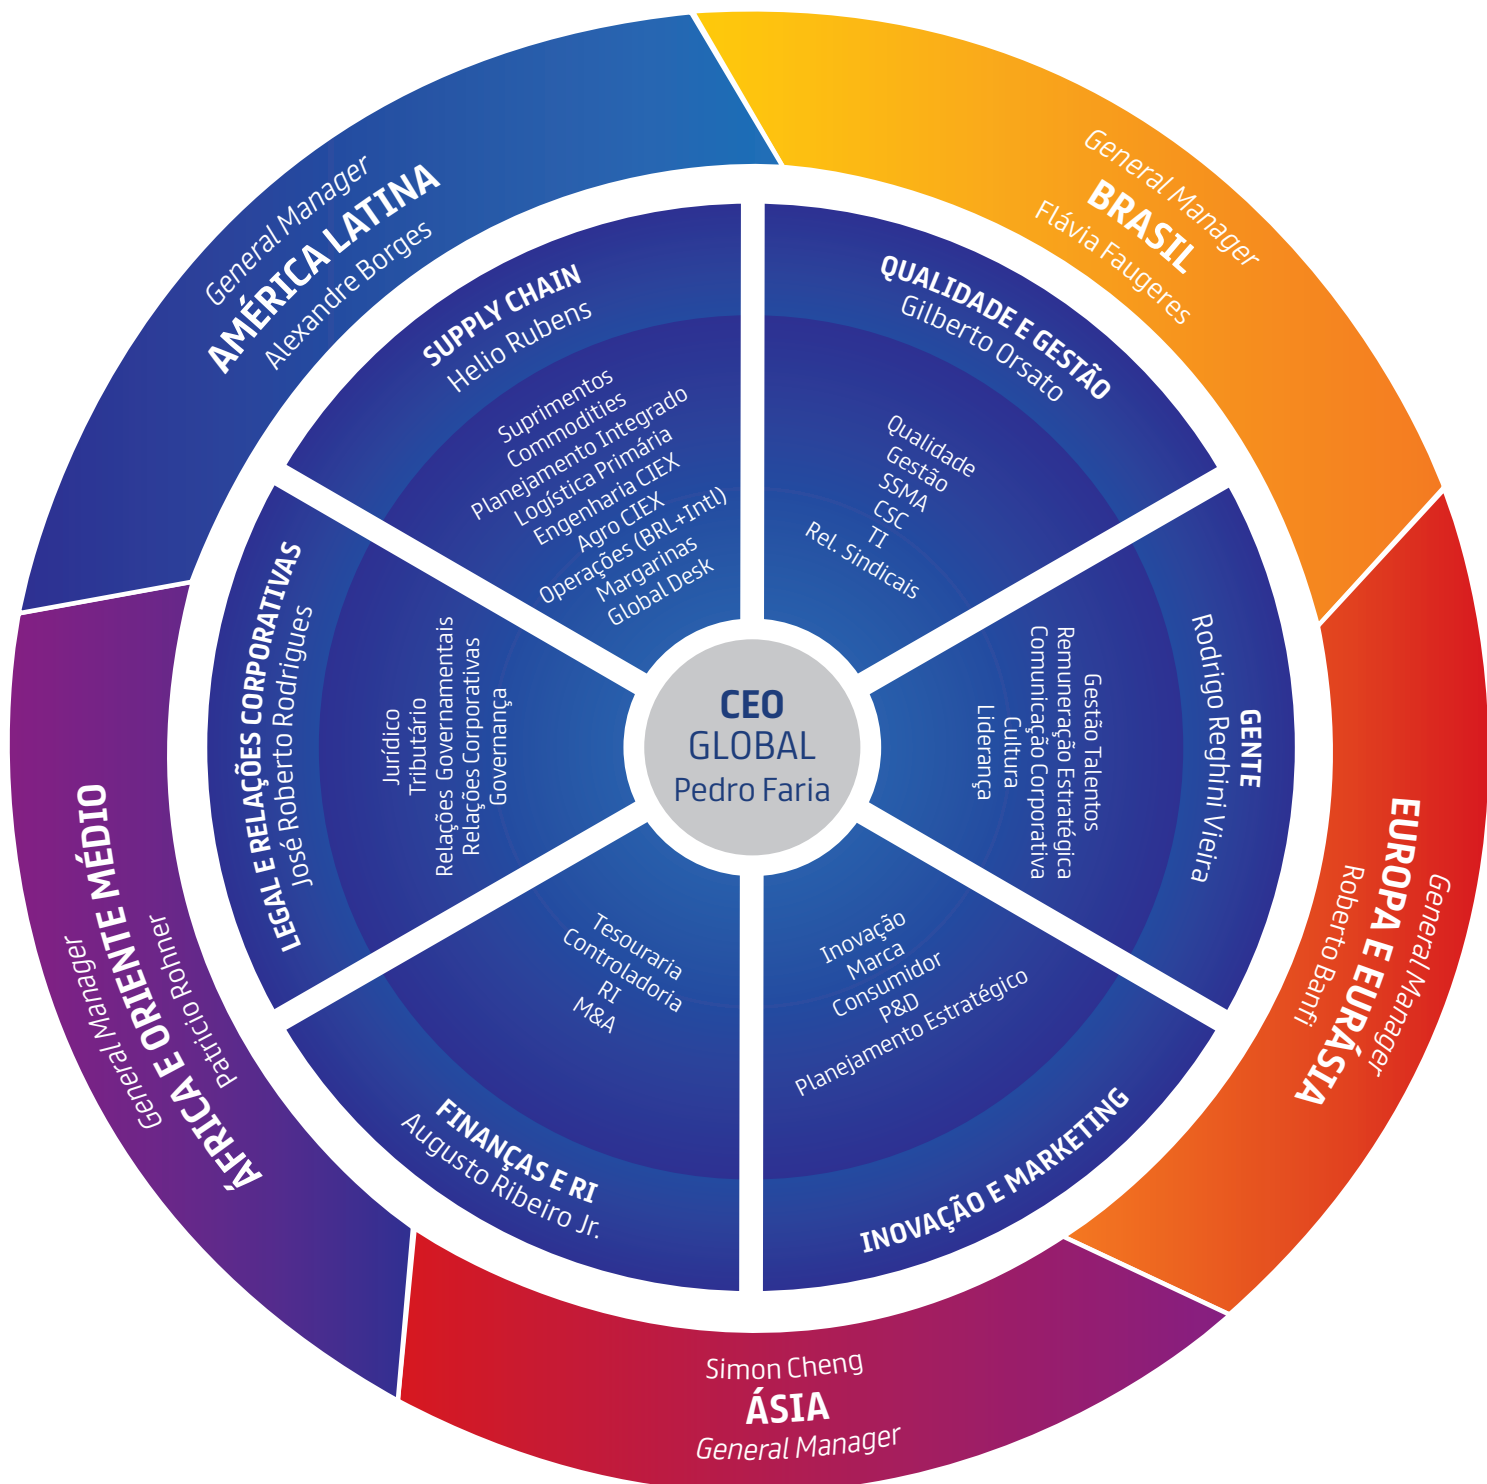 General Manager
AMÉRICA LATINA
Alexandre Borges
General Manager
BRASIL
Flávia Faugeres
SUPPLY CHAIN
Helio Rubens
Suprimentos
Commodities
Planejamento Integrado
Logística Primária
Engenharia CIEX
Agro CIEX
Operações (BRL+Intl)
Margarinas
Global Desk
QUALIDADE E GESTÃO
Gilberto Orsato
Qualidade
Gestão
SSMA
CSC
TI
Rel. Sindicais
LEGAL E RELAÇÕES CORPORATIVAS
José Roberto Rodrigues
Jurídico
Tributário
Relações Governamentais
Relações Corporativas
Governança
CEO
GLOBAL
Pedro Faria
GENTE
Rodrigo Reghini Vieira
Gestão Talentos
Remuneração Estratégica
Comunicação Corporativa
Cultura
Liderança
General Manager
EUROPA E EURÁSIA
Roberto Banfi
Patricio Rohner
ÁFRICA E ORIENTE MÉDIO
General Manager
Tesouraria
Controladoria
RI
M&A
FINANÇAS E RI
Augusto Ribeiro Jr.
Inovação
Marca
Consumidor
P&D
Planejamento Estratégico
INOVAÇÃO E MARKETING
Simon Cheng
ÁSIA
General Manager